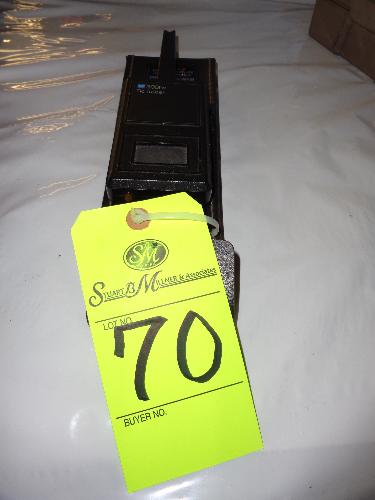 SM
STUART B MILLNER & Associates
LOT NO. 70
BUYER NO.